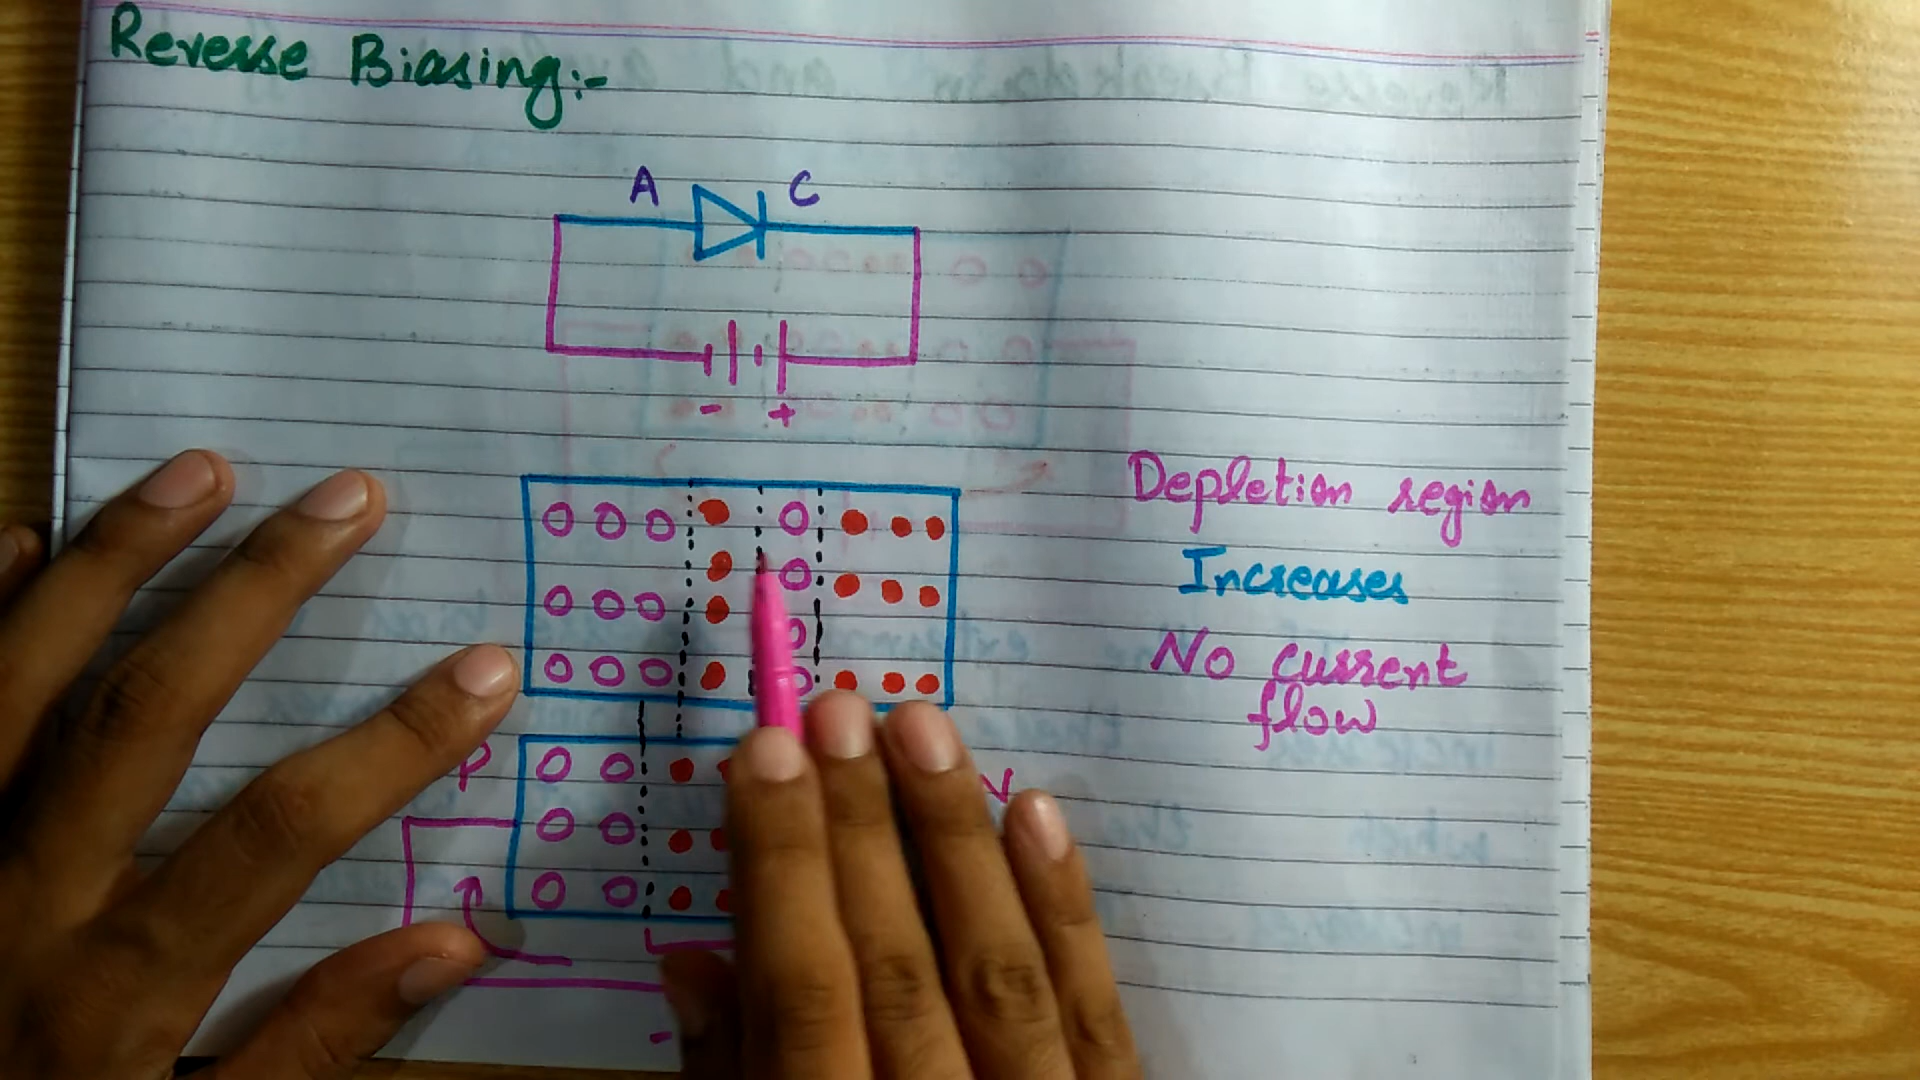 Reverse Biasing:-
A C
- +
Depletion region
Increases
No current
flow
P N
-